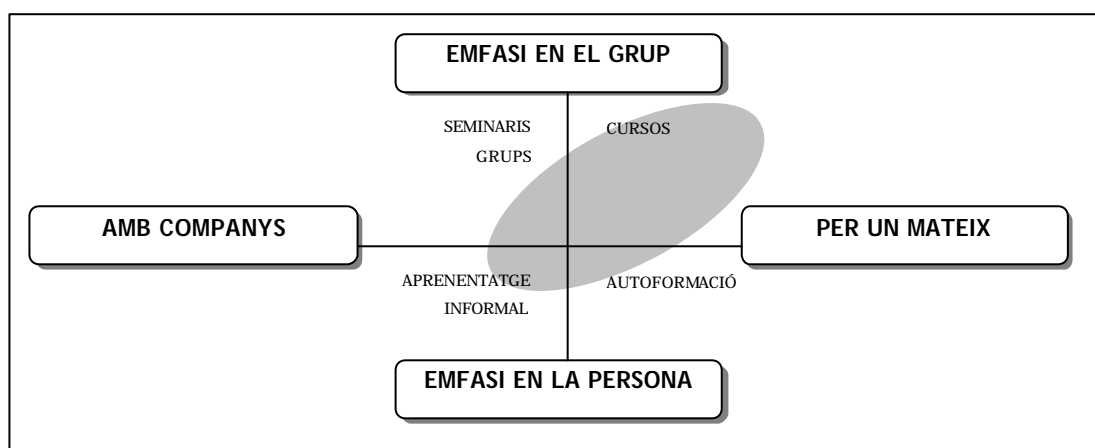 EMFASI EN EL GRUP
SEMINARIS
GRUPS
CURSOS
AMB COMPANYS
PER UN MATEIX
APRENENTATGE
INFORMAL
AUTOFORMACIÓ
EMFASI EN LA PERSONA